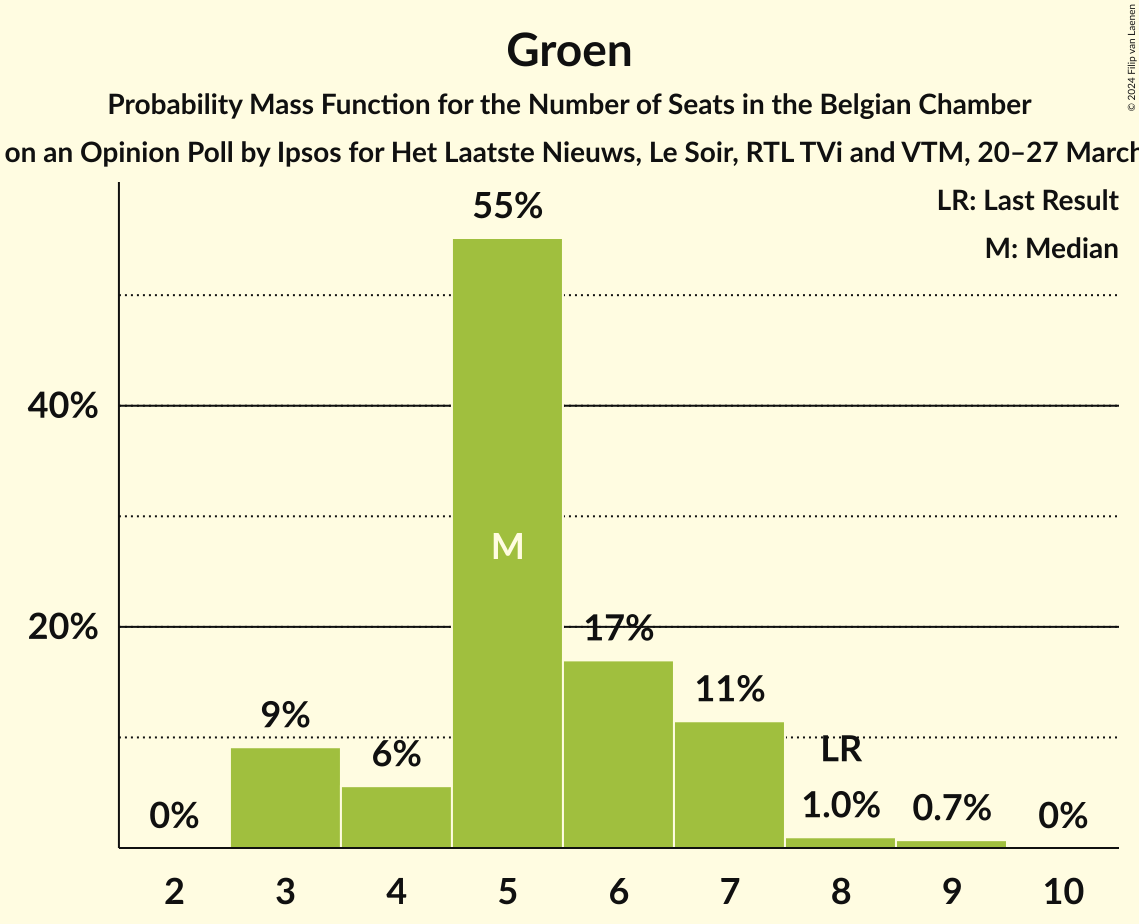 © 2024 Filip van Laenen
Groen
Probability Mass Function for the Number of Seats in the Belgian Chamber
on an Opinion Poll by Ipsos for Het Laatste Nieuws, Le Soir, RTL TVi and VTM, 20–27 March
LR: Last Result
M: Median
55%
40%
M
20%
17%
11%
9%
6%
LR
0%
1.0%
0.7%
0%
2 3 4 5 6 7 8 9 10